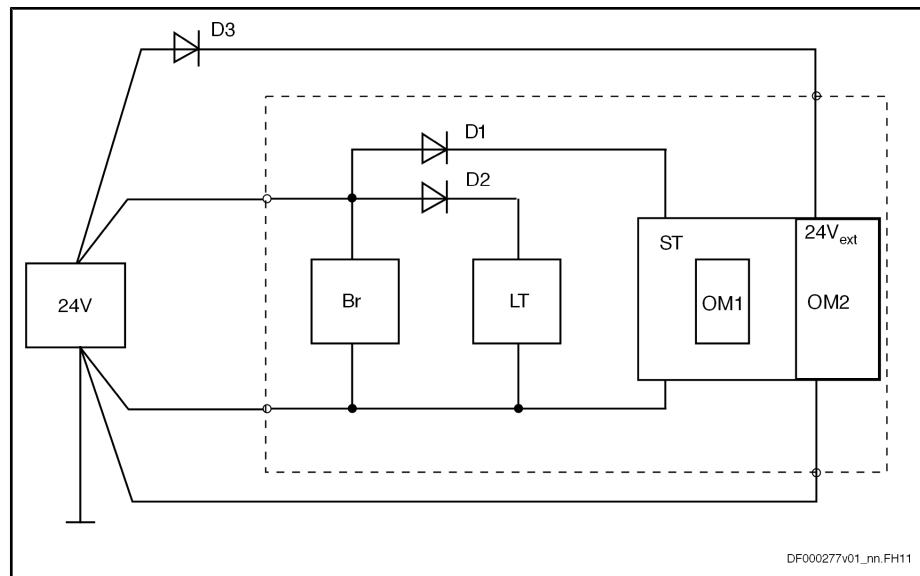 D3
D1
D2
24V
Br
LT
ST
OM1
24Vext
OM2
DF000277v01_nn.FH11